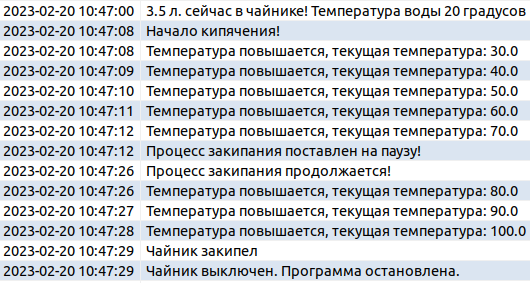 2023-02-20 10:47:00 3.5 л. сейчас в чайнике! Температура воды 20 градусов
2023-02-20 10:47:08 Начало кипячения!
2023-02-20 10:47:08 Температура повышается, текущая температура: 30.0
2023-02-20 10:47:09 Температура повышается, текущая температура: 40.0
2023-02-20 10:47:10 Температура повышается, текущая температура: 50.0
2023-02-20 10:47:11 Температура повышается, текущая температура: 60.0
2023-02-20 10:47:12 Температура повышается, текущая температура: 70.0
2023-02-20 10:47:12 Процесс закипания поставлен на паузу!
2023-02-20 10:47:26 Процесс закипания продолжается!
2023-02-20 10:47:26 Температура повышается, текущая температура: 80.0
2023-02-20 10:47:27 Температура повышается, текущая температура: 90.0
2023-02-20 10:47:28 Температура повышается, текущая температура: 100.0
2023-02-20 10:47:29 Чайник закипел
2023-02-20 10:47:29 Чайник выключен. Программа остановлена.